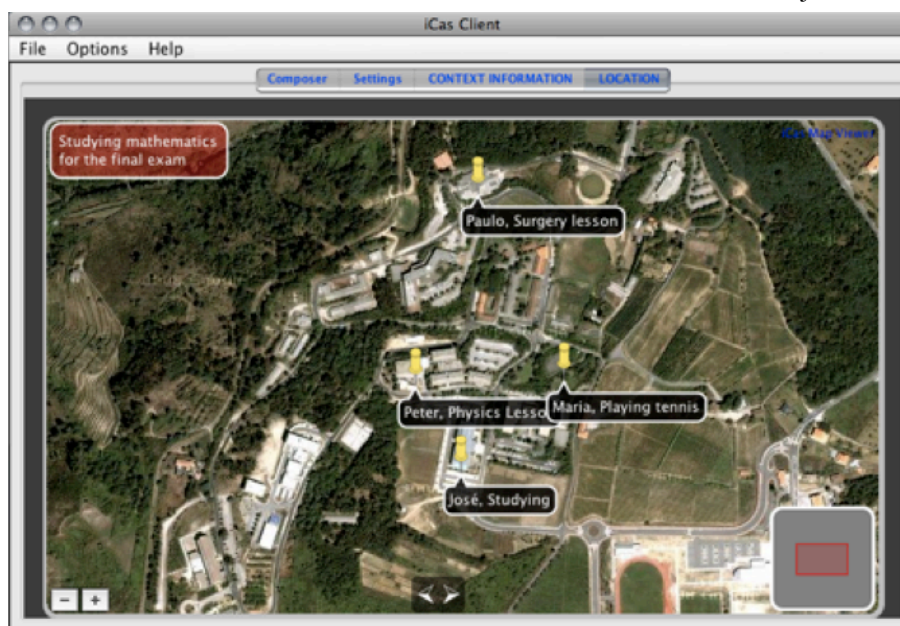 iCas Client
File Options Help
Composer Settings CONTEXT INFORMATION LOCATION
Studying mathematics
for the final exam
iCas Map Viewer
Paulo, Surgery lesson
Peter, Physics Lesso
Maria, Playing tennis
José, Studying
- +